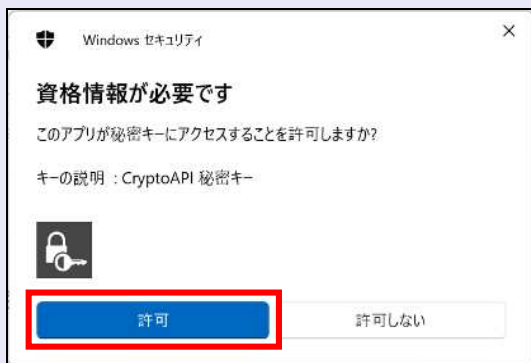 Windows セキュリティ
資格情報が必要です
このアプリが秘密キーにアクセスすることを許可しますか?
キーの説明 : CryptoAPI 秘密キー
許可
許可しない